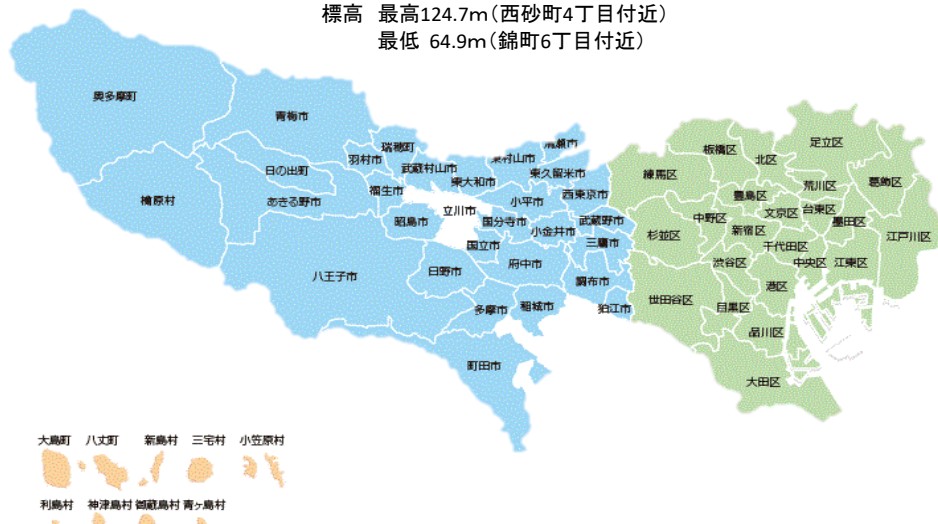 標高 最高124.7m(西砂町4丁目付近)
最低 64.9m(錦町6丁目付近)
奥多摩町
青梅市
瑞穂町
羽村市
武蔵村山市
東村山市
清瀬市
日の出町
東大和市
東久留米市
檜原村
あきる野市
福生市
小平市
西東京市
昭島市
立川市
国分寺市
小金井市
武蔵野市
国立市
三鷹市
八王子市
日野市
府中市
調布市
多摩市
稲城市
狛江市
町田市
足立区
板橋区
北区
練馬区
葛飾区
荒川区
豊島区
文京区
台東区
墨田区
中野区
新宿区
杉並区
千代田区
江戸川区
渋谷区
中央区
江東区
港区
世田谷区
目黒区
品川区
大田区
大島町 八丈町 新島村 三宅村 小笠原村
利島村 神津島村 御蔵島村 青ヶ島村